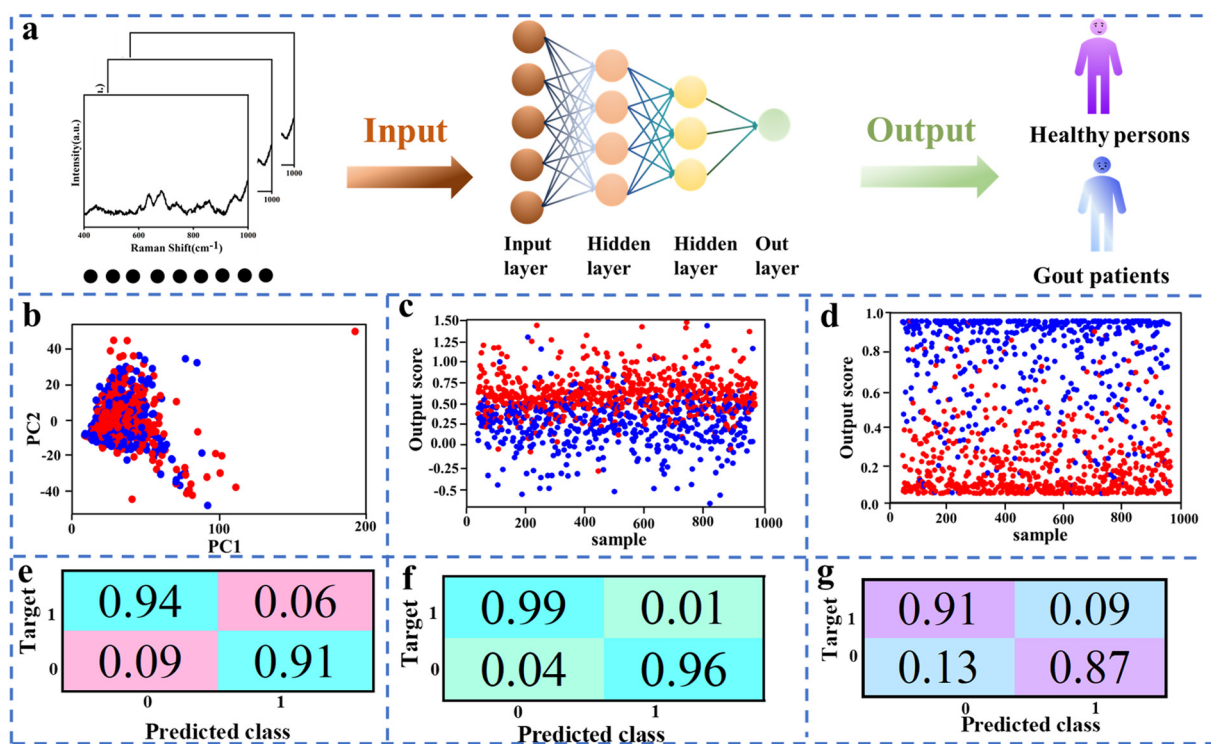 a
Intensity(a.u.)
400 600 800 1000
Raman Shift(cm-1)
1000
1000
Input
Input layer
Hidden layer
Hidden layer
Out layer
Output
Healthy persons
Gout patients
b
PC2
40
20
0
-20
-40
0 100 200
PC1
c
Output score
1.50
1.25
1.00
0.75
0.50
0.25
0.00
-0.25
-0.5
0 200 400 600 800 1000
sample
d
Output score
1.0
0.8
0.6
0.4
0.2
0.0
0 200 400 600 800 1000
sample
e
Target
1
0
0.94 0.06
0.09 0.91
0 1
Predicted class
f
Target
1
0
0.99 0.01
0.04 0.96
0 1
Predicted class
g
Target
1
0
0.91 0.09
0.13 0.87
0 1
Predicted class